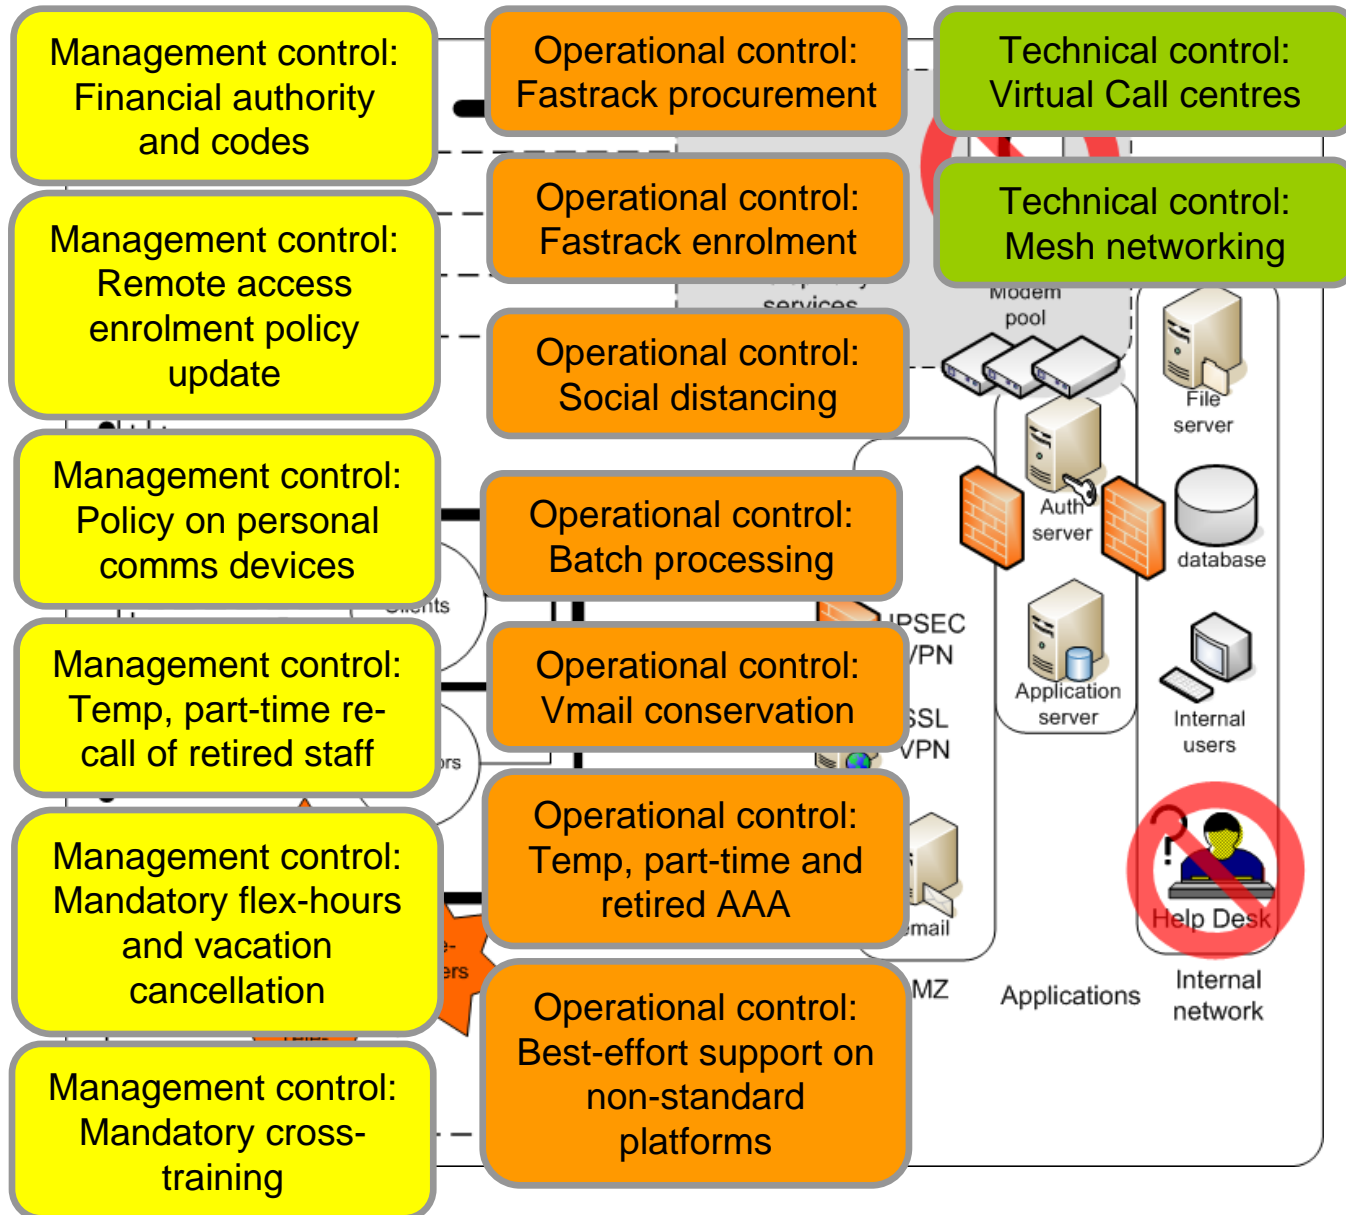 Management control:
Financial authority
and codes
Management control:
Remote access
enrolment policy
update
Management control:
Policy on personal
comms devices
Management control:
Temp, part-time re-
call of retired staff
Management control:
Mandatory flex-hours
and vacation
cancellation
Management control:
Mandatory cross-
training
Operational control:
Fastrack procurement
Operational control:
Fastrack enrolment
Operational control:
Social distancing
Operational control:
Batch processing
Operational control:
Vmail conservation
Operational control:
Temp, part-time and
retired AAA
Operational control:
Best-effort support on
non-standard
platforms
Technical control:
Virtual Call centres
Technical control:
Mesh networking
services
Modem
pool
File
server
Auth
server
database
IPSEC
VPN
Application
server
Internal
users
SSL
VPN
email
?
Help Desk
Applications
Internal
network